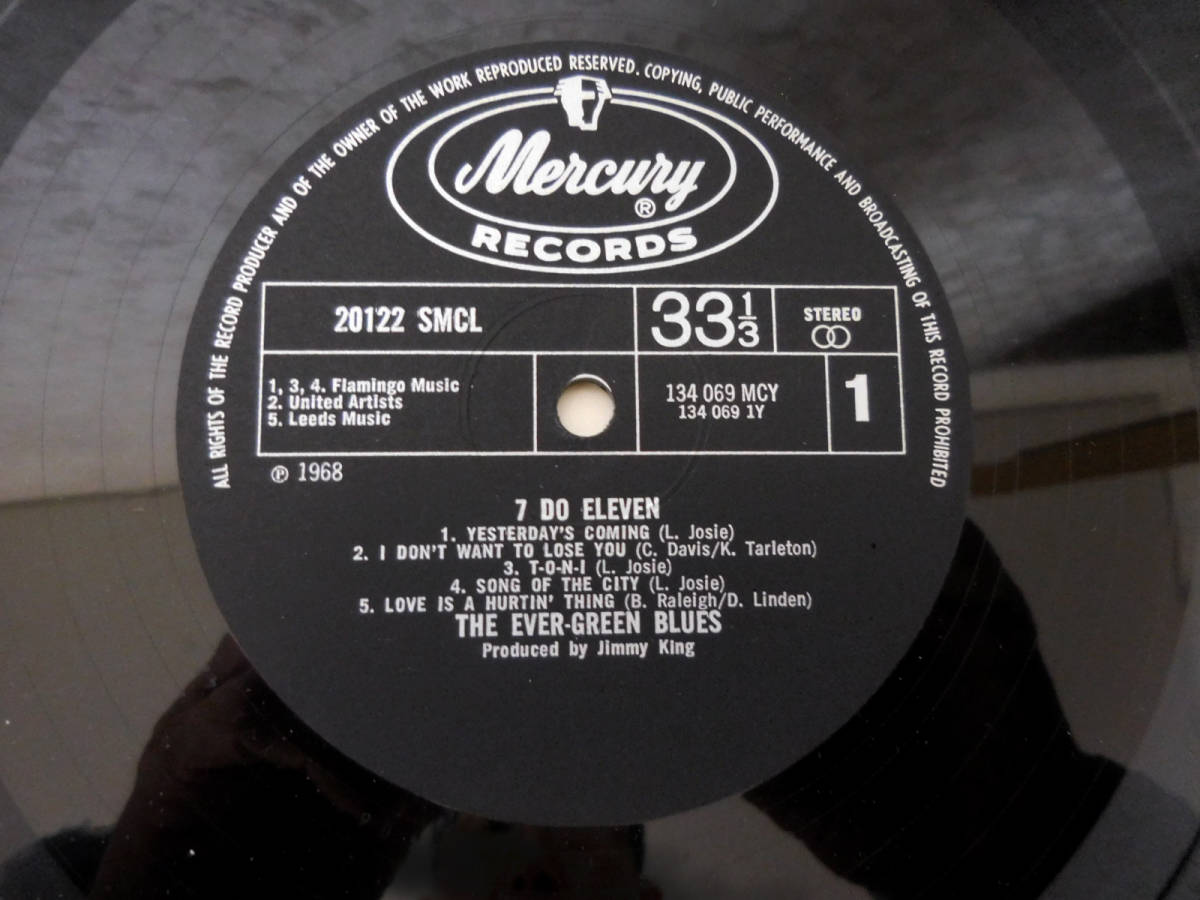 ALL RIGHTS OF THE RECORD PRODUCER AND OF THE OWNER OF THE WORK REPRODUCED RESERVED. COPYING, PUBLIC PERFORMANCE AND BROADCASTING OF THIS RECORD PROHIBITED
Mercury
®
RECORDS
20122 SMCL
33 1/3
STEREO
1, 3, 4. Flamingo Music
2. United Artists
5. Leeds Music
134 069 MCY
134 069 1Y
1
℗ 1968
7 DO ELEVEN
1. YESTERDAY'S COMING (L. Josie)
2. I DON'T WANT TO LOSE YOU (C. Davis/K. Tarleton)
3. T-O-N-I (L. Josie)
4. SONG OF THE CITY (L. Josie)
5. LOVE IS A HURTIN' THING (B. Raleigh/D. Linden)
THE EVER-GREEN BLUES
Produced by Jimmy King